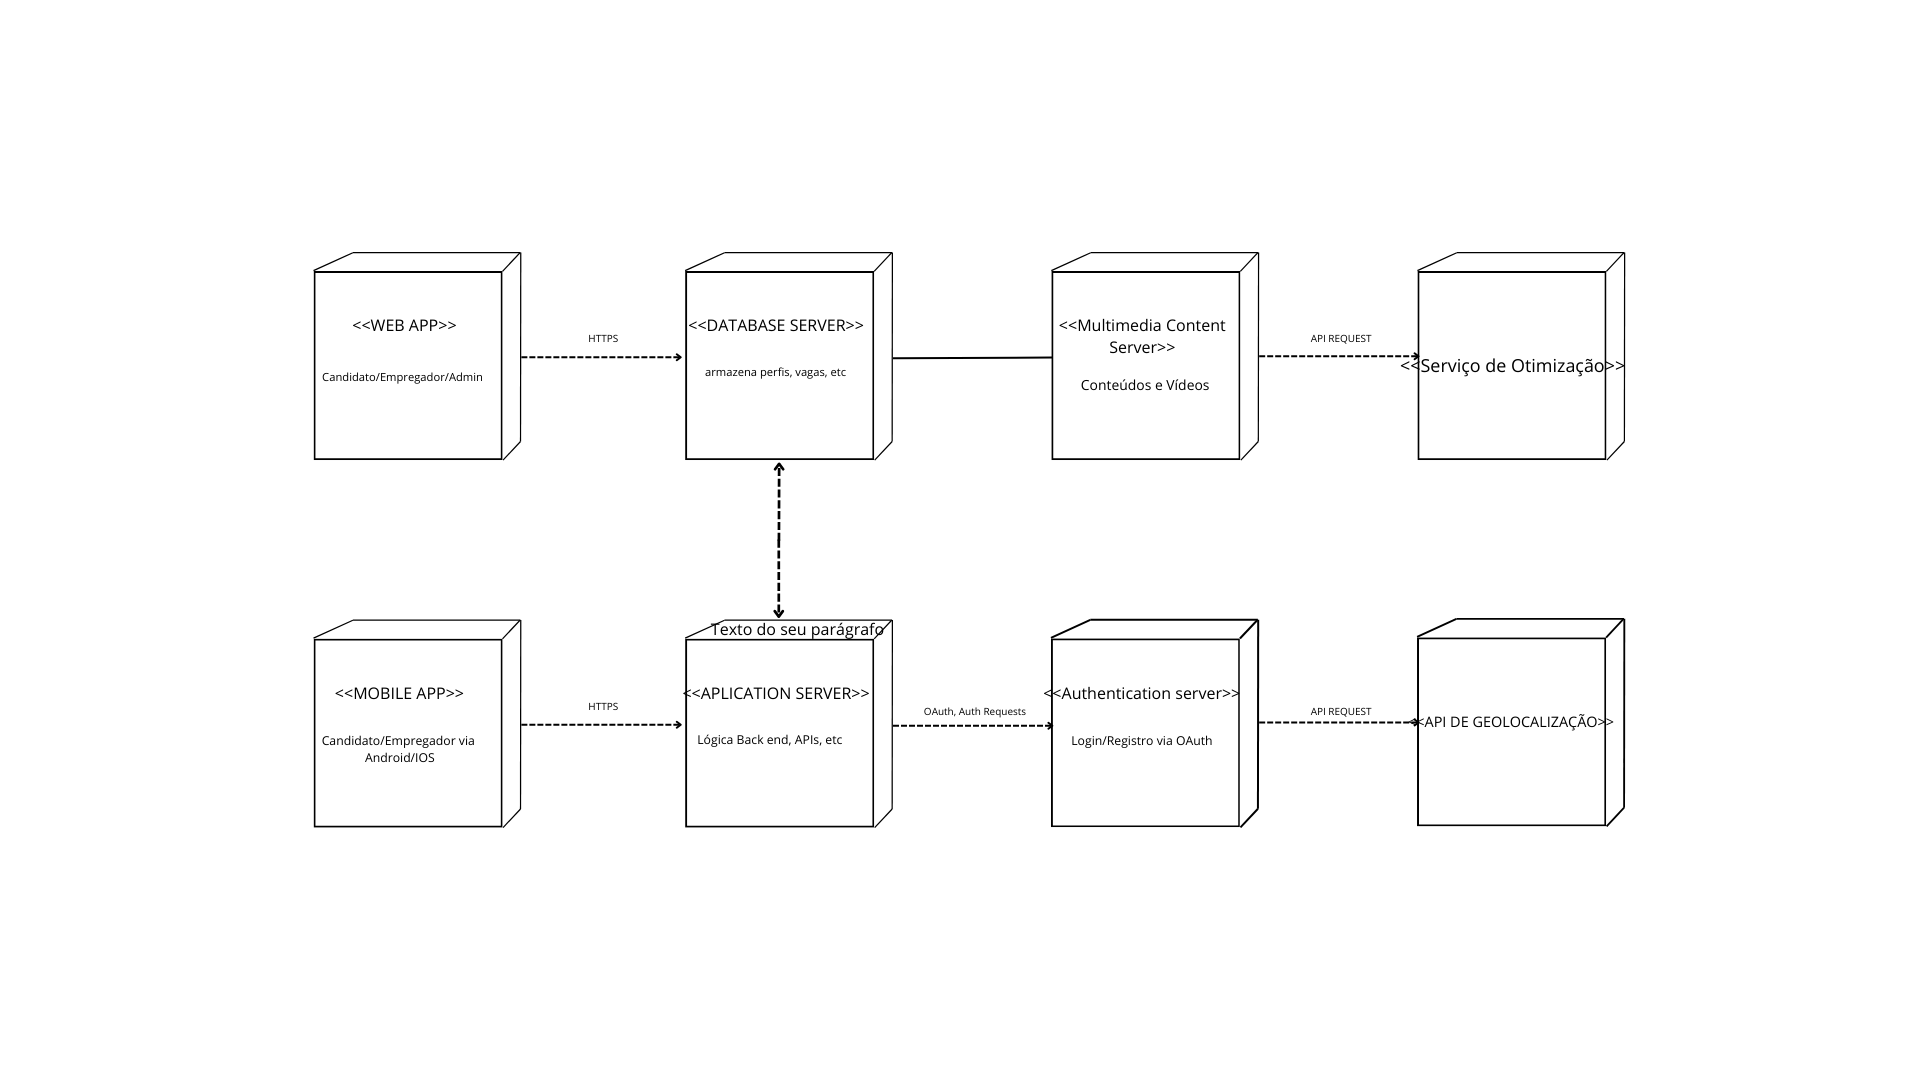 <<WEB APP>>
Candidato/Empregador/Admin
HTTPS
<<DATABASE SERVER>>
armazena perfis, vagas, etc
<<Multimedia Content
Server>>
Conteúdos e Vídeos
API REQUEST
<<Serviço de Otimização>>
<<MOBILE APP>>
Candidato/Empregador via
Android/IOS
HTTPS
Texto do seu parágrafo
<<APLICATION SERVER>>
Lógica Back end, APIs, etc
OAuth, Auth Requests
<<Authentication server>>
Login/Registro via OAuth
API REQUEST
<<API DE GEOLOCALIZAÇÃO>>